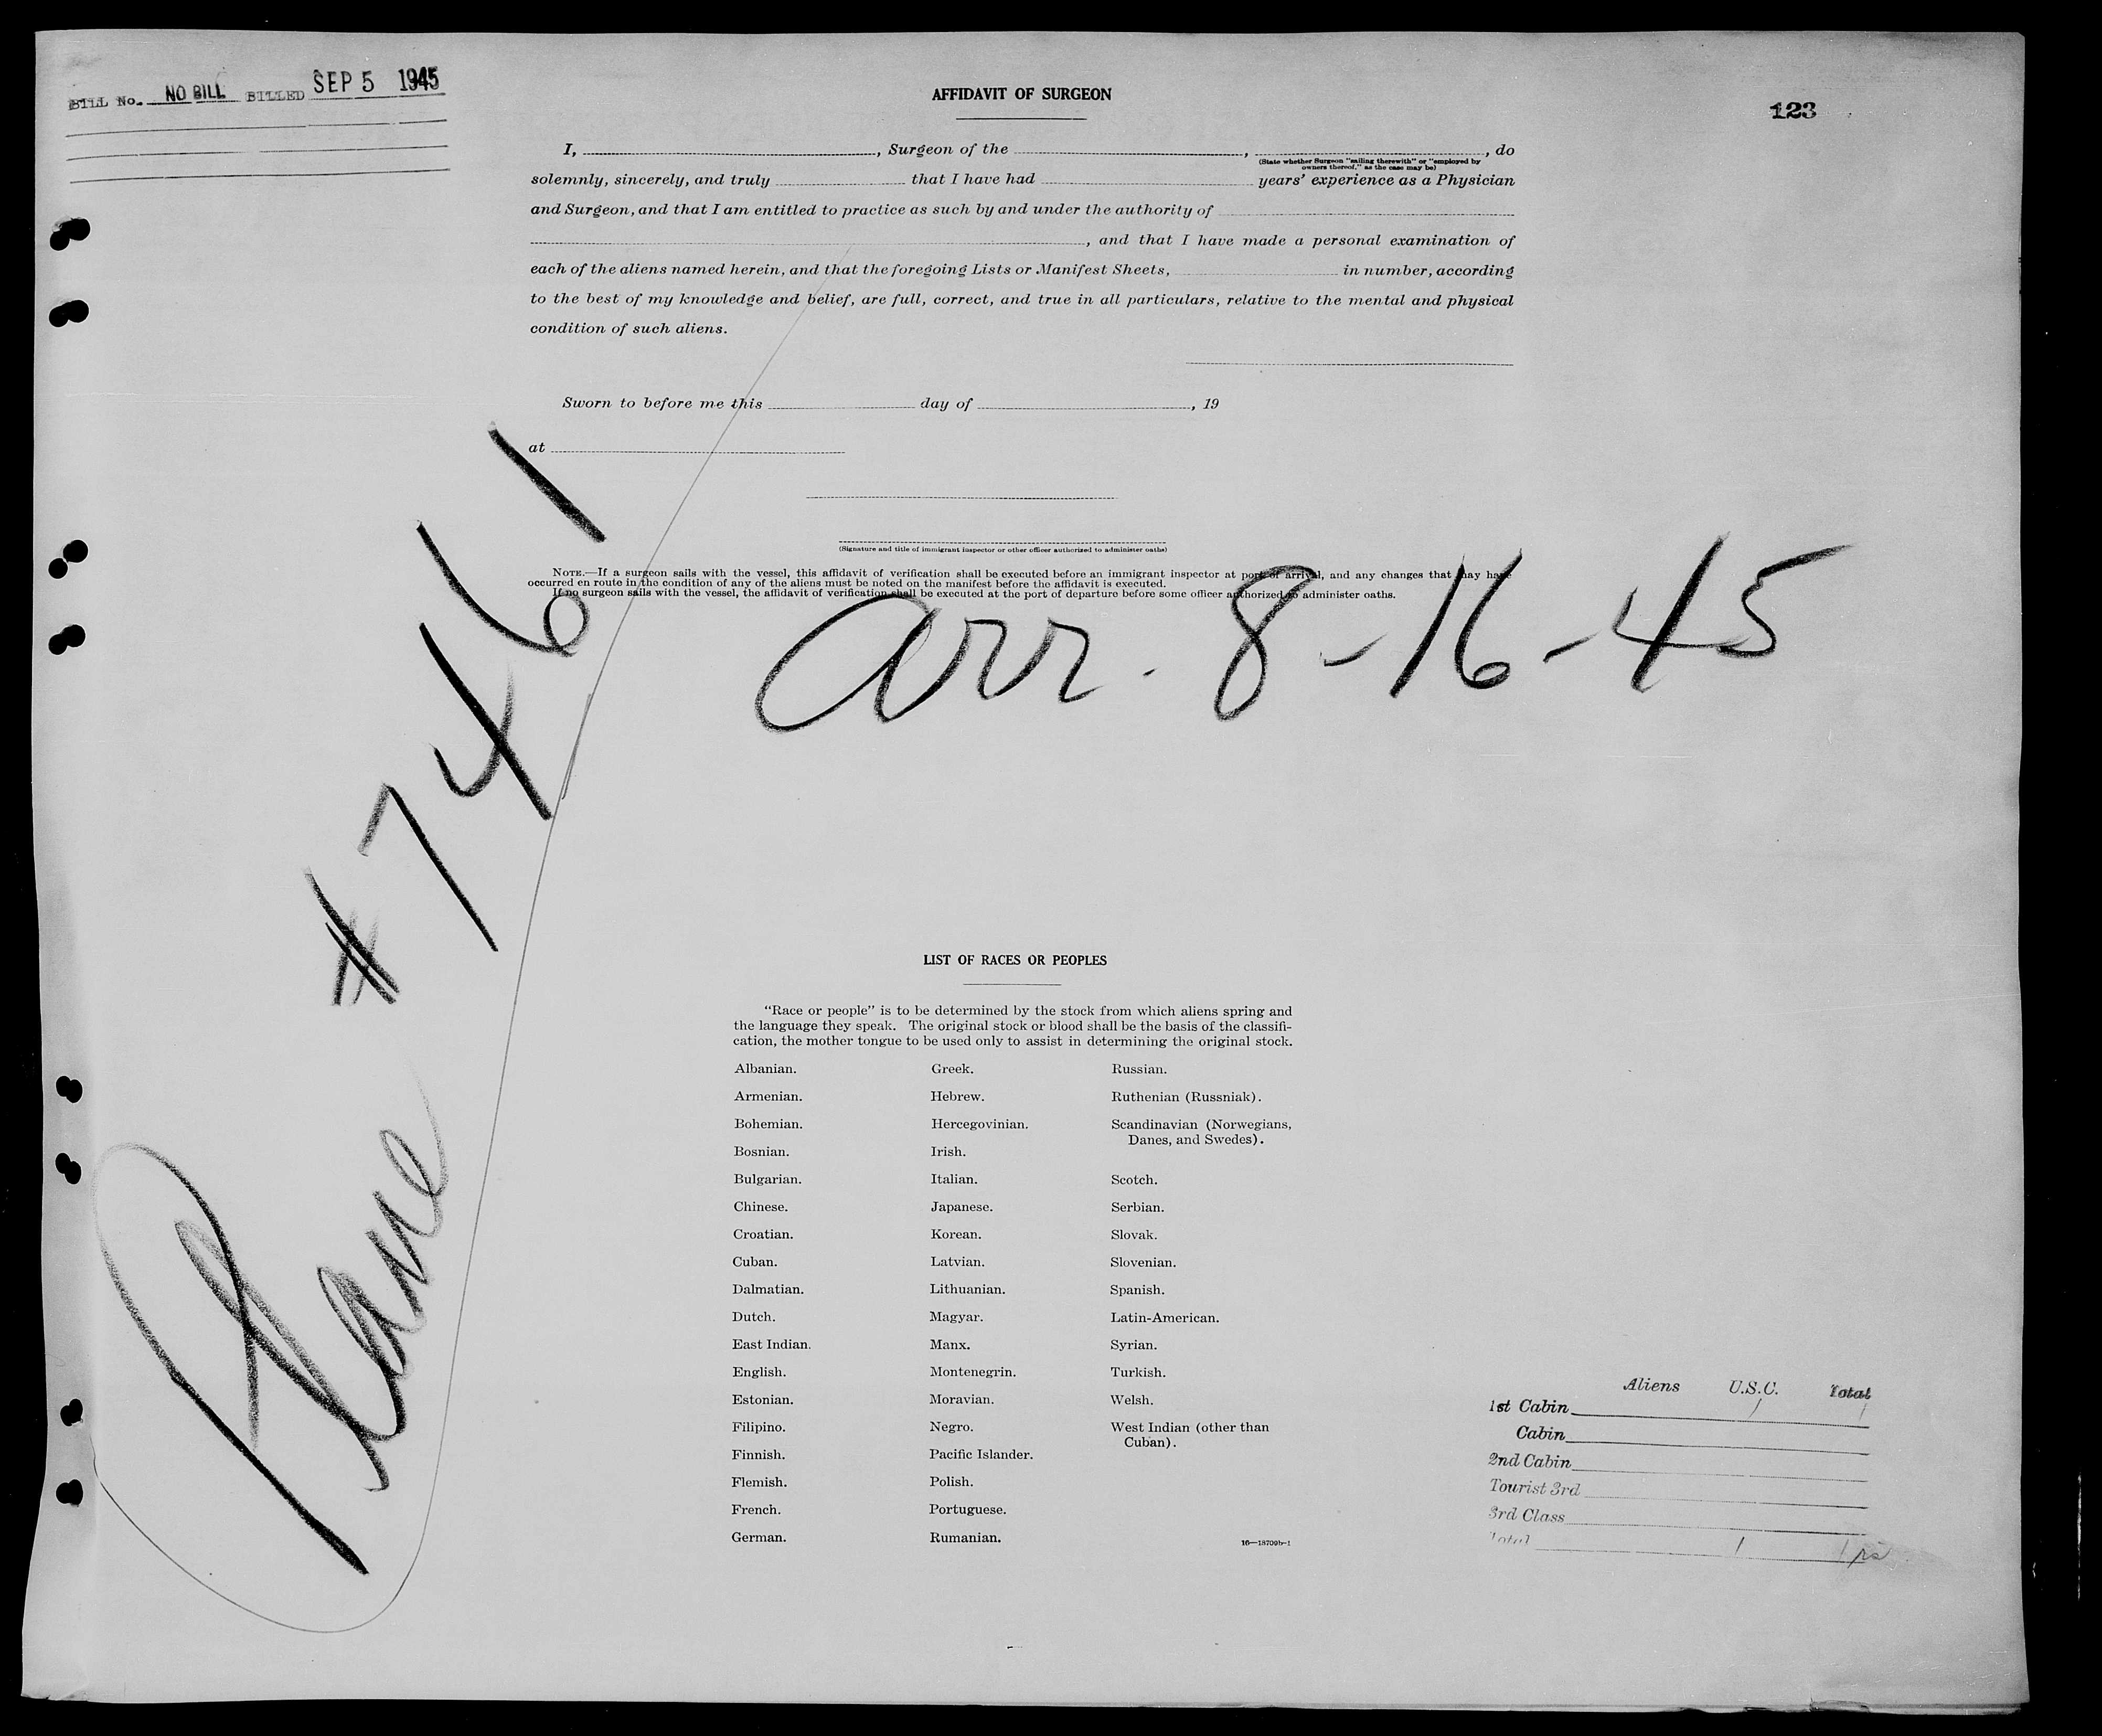 BILL No. NO BILL BILLED SEP 5 1945
AFFIDAVIT OF SURGEON
123
I, , Surgeon of the , , do
(State whether Surgeon "sailing therewith" or "employed by
owners thereof," as the case may be)
solemnly, sincerely, and truly that I have had years' experience as a Physician
and Surgeon, and that I am entitled to practice as such by and under the authority of
, and that I have made a personal examination of
each of the aliens named herein, and that the foregoing Lists or Manifest Sheets, in number, according
to the best of my knowledge and belief, are full, correct, and true in all particulars, relative to the mental and physical
condition of such aliens.
Sworn to before me this day of , 19
at
(Signature and title of immigrant inspector or other officer authorized to administer oaths)
NOTE.—If a surgeon sails with the vessel, this affidavit of verification shall be executed before an immigrant inspector at port of arrival, and any changes that may have
occurred en route in the condition of any of the aliens must be noted on the manifest before the affidavit is executed.
If no surgeon sails with the vessel, the affidavit of verification shall be executed at the port of departure before some officer authorized to administer oaths.
Plane #7461
arr. 8-16-45
LIST OF RACES OR PEOPLES
"Race or people" is to be determined by the stock from which aliens spring and
the language they speak. The original stock or blood shall be the basis of the classifi-
cation, the mother tongue to be used only to assist in determining the original stock.
Albanian. Greek. Russian.
Armenian. Hebrew. Ruthenian (Russniak).
Bohemian. Hercegovinian. Scandinavian (Norwegians,
Danes, and Swedes).
Bosnian. Irish.
Bulgarian. Italian. Scotch.
Chinese. Japanese. Serbian.
Croatian. Korean. Slovak.
Cuban. Latvian. Slovenian.
Dalmatian. Lithuanian. Spanish.
Dutch. Magyar. Latin-American.
East Indian. Manx. Syrian.
English. Montenegrin. Turkish.
Estonian. Moravian. Welsh.
Filipino. Negro. West Indian (other than
Cuban).
Finnish. Pacific Islander.
Flemish. Polish.
French. Portuguese.
German. Rumanian.
16—18709b-1
Aliens U.S.C. Total
1st Cabin 1 1
Cabin
2nd Cabin
Tourist 3rd
3rd Class
Total 1 1